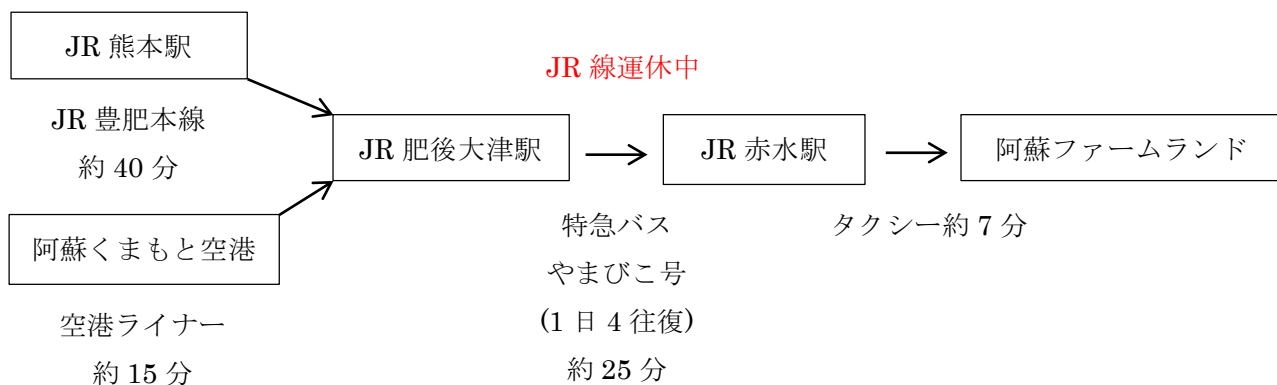 JR 熊本駅
JR 線運休中
JR 豊肥本線
約 40 分
JR 肥後大津駅
JR 赤水駅
阿蘇ファームランド
阿蘇くまもと空港
特急バス
やまびこ号
(1 日 4 往復)
約 25 分
タクシー約 7 分
空港ライナー
約 15 分